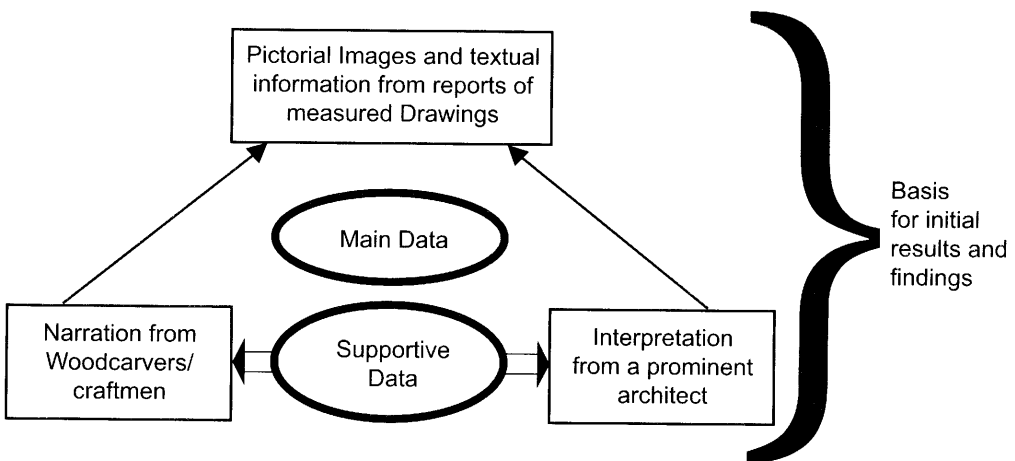 Pictorial Images and textual
information from reports of
measured Drawings
Main Data
Basis
for initial
results and
findings
Narration from
Woodcarvers/
craftmen
Supportive
Data
Interpretation
from a prominent
architect